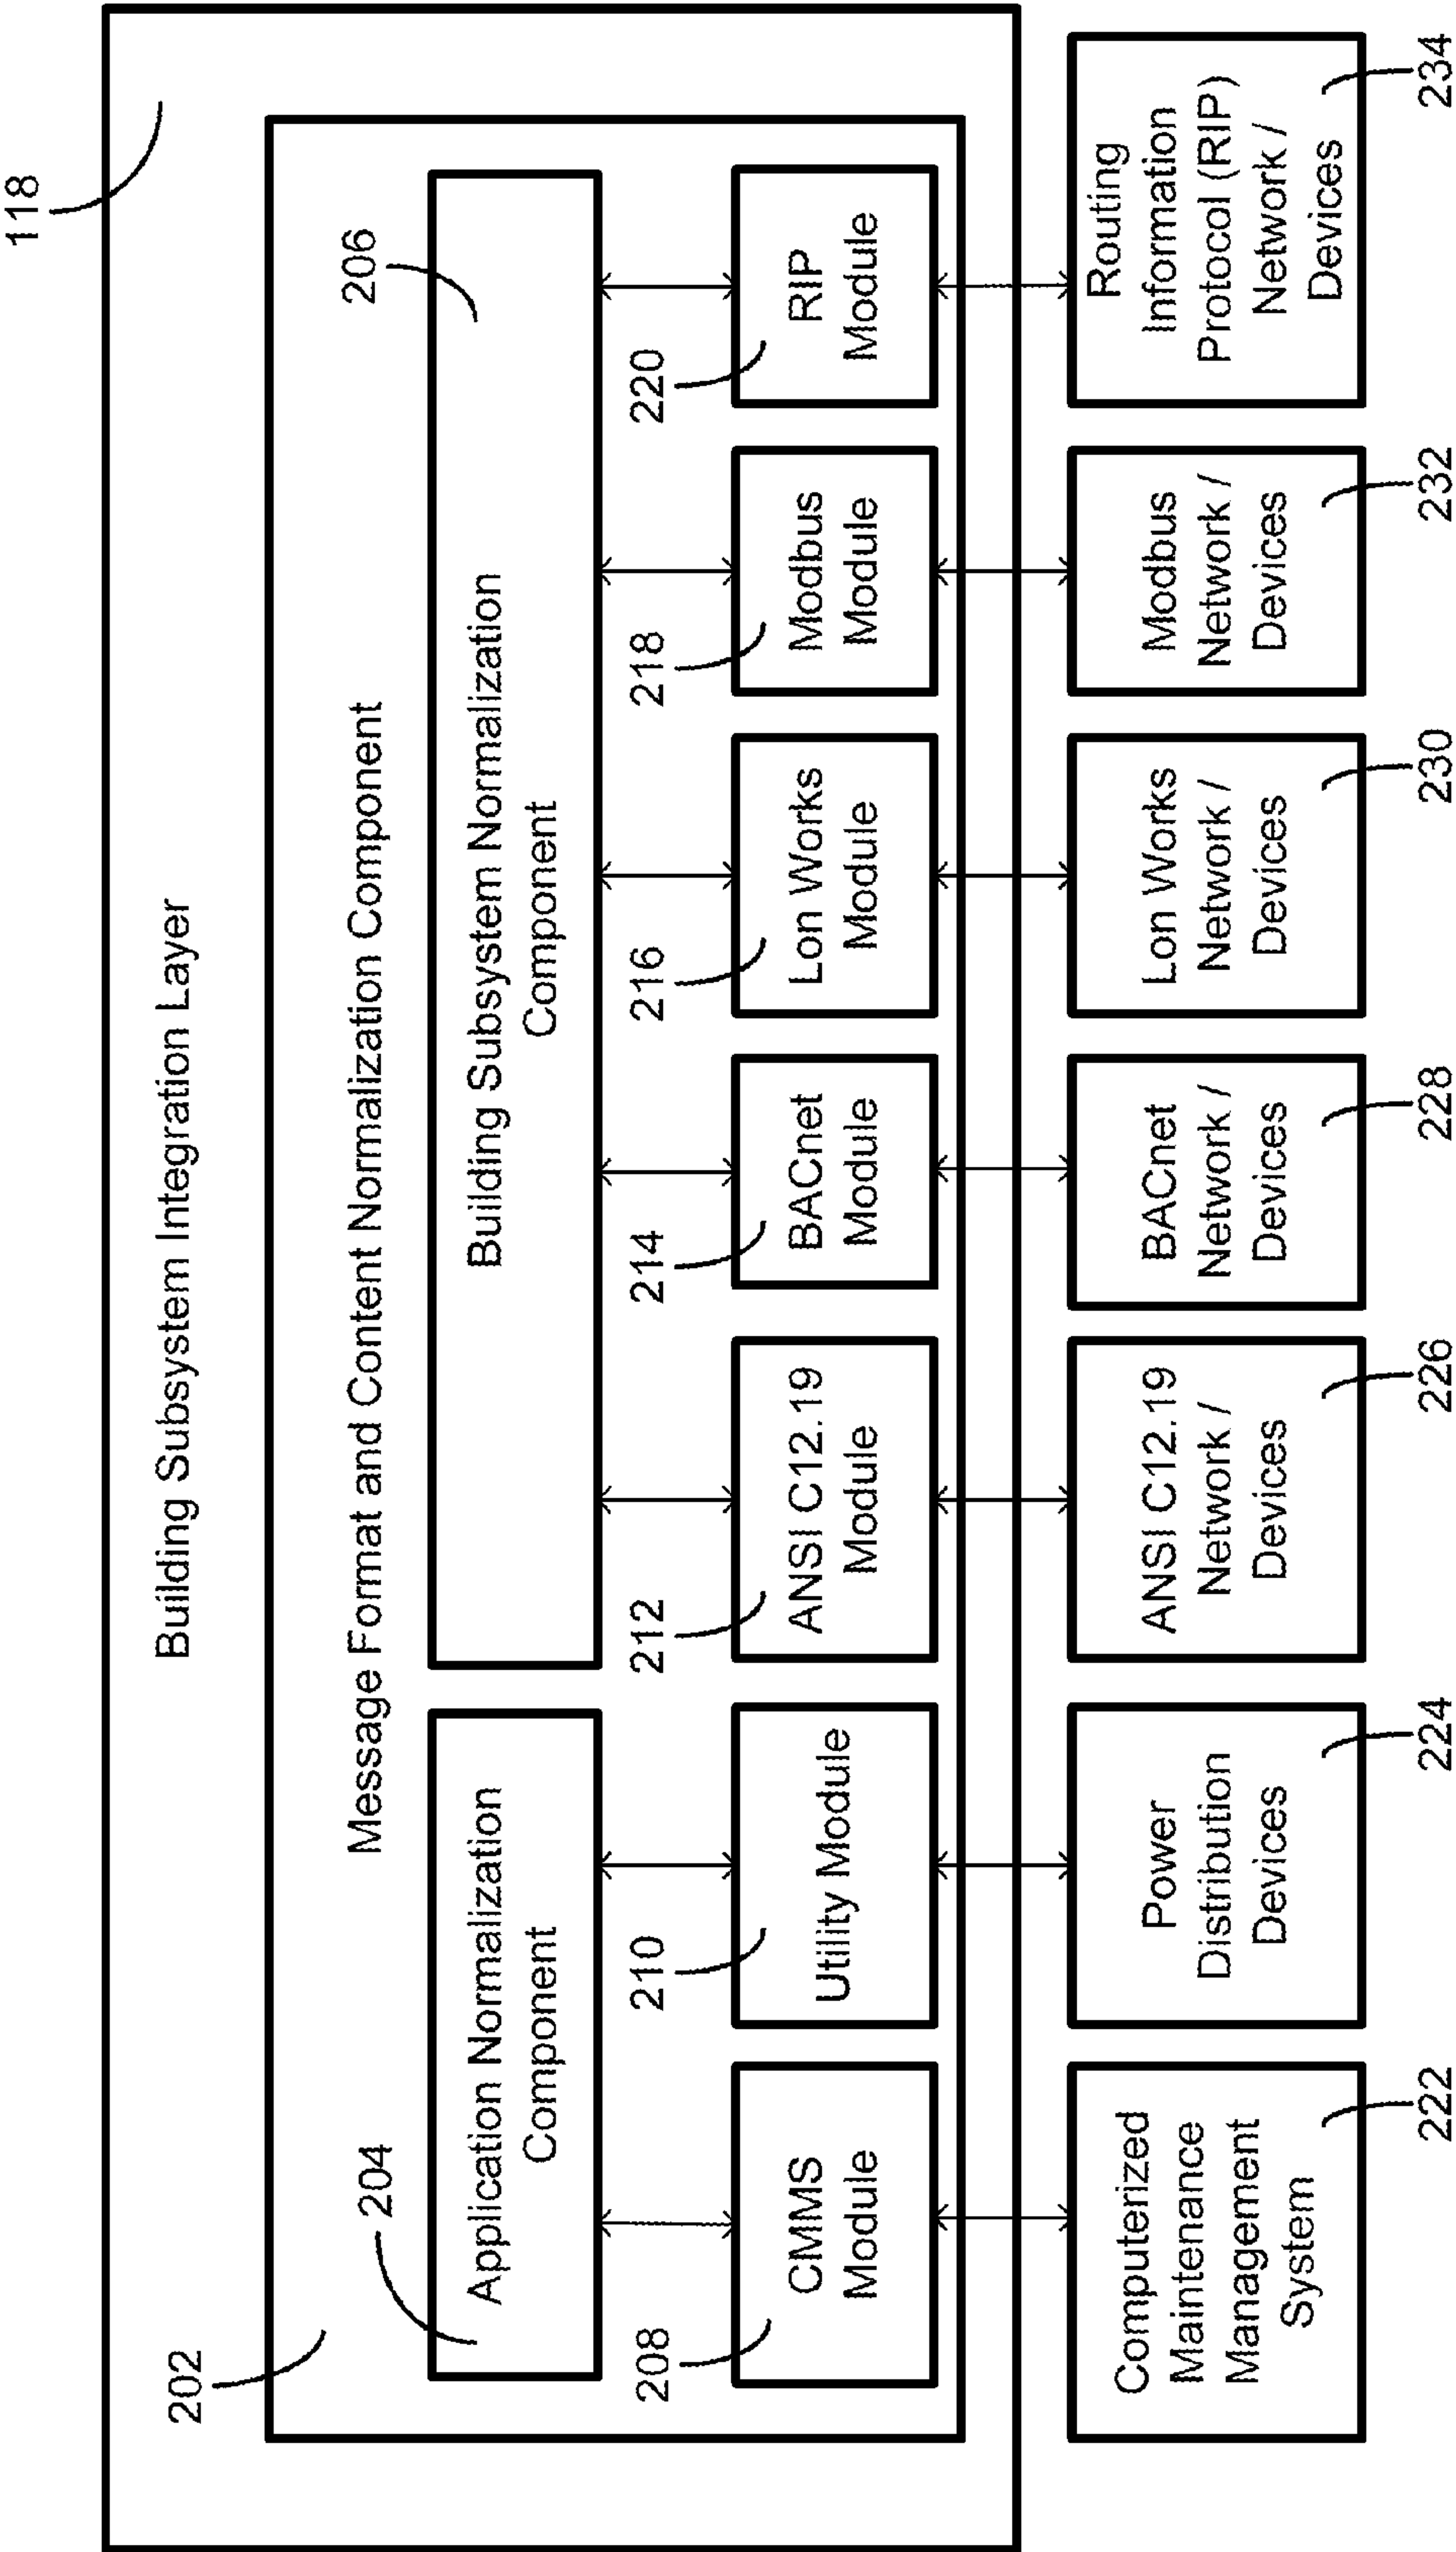 118
Building Subsystem Integration Layer
202
Message Format and Content Normalization Component
204
206
Application Normalization
Component
Building Subsystem Normalization
Component
208
210
212
214
216
218
220
CMMS
Module
Utility Module
ANSI C12.19
Module
BACnet
Module
Lon Works
Module
Modbus
Module
RIP
Module
Computerized
Maintenance
Management
System
Power
Distribution
Devices
ANSI C12.19
Network /
Devices
BACnet
Network /
Devices
Lon Works
Network /
Devices
Modbus
Network /
Devices
Routing
Information
Protocol (RIP)
Network /
Devices
222
224
226
228
230
232
234